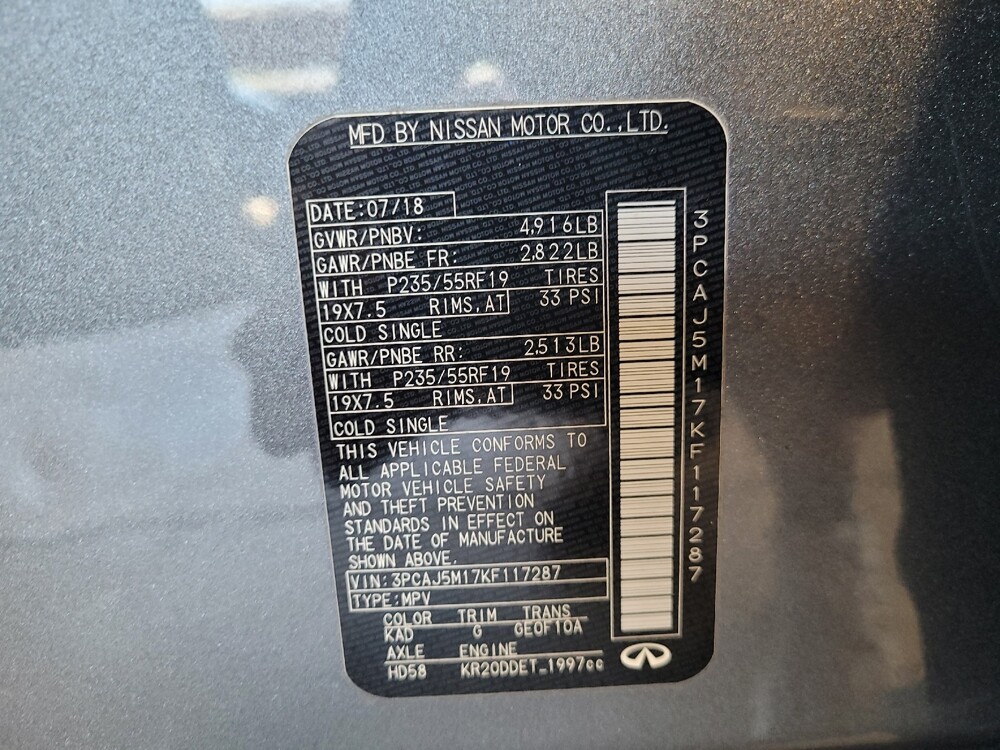 MFD BY NISSAN MOTOR CO.,LTD.
DATE:07/18
GVWR/PNBV: 4,916LB
GAWR/PNBE FR: 2,822LB
WITH P235/55RF19 TIRES
19X7.5 RIMS,AT 33 PSI
COLD SINGLE
GAWR/PNBE RR: 2,513LB
WITH P235/55RF19 TIRES
19X7.5 RIMS,AT 33 PSI
COLD SINGLE
THIS VEHICLE CONFORMS TO
ALL APPLICABLE FEDERAL
MOTOR VEHICLE SAFETY
AND THEFT PREVENTION
STANDARDS IN EFFECT ON
THE DATE OF MANUFACTURE
SHOWN ABOVE.
VIN:3PCAJ5M17KF117287
TYPE:MPV
COLOR TRIM TRANS
KAD G GE0F10A
AXLE ENGINE
HD58 KR20DDET_1997cc
3PCAJ5M17KF117287